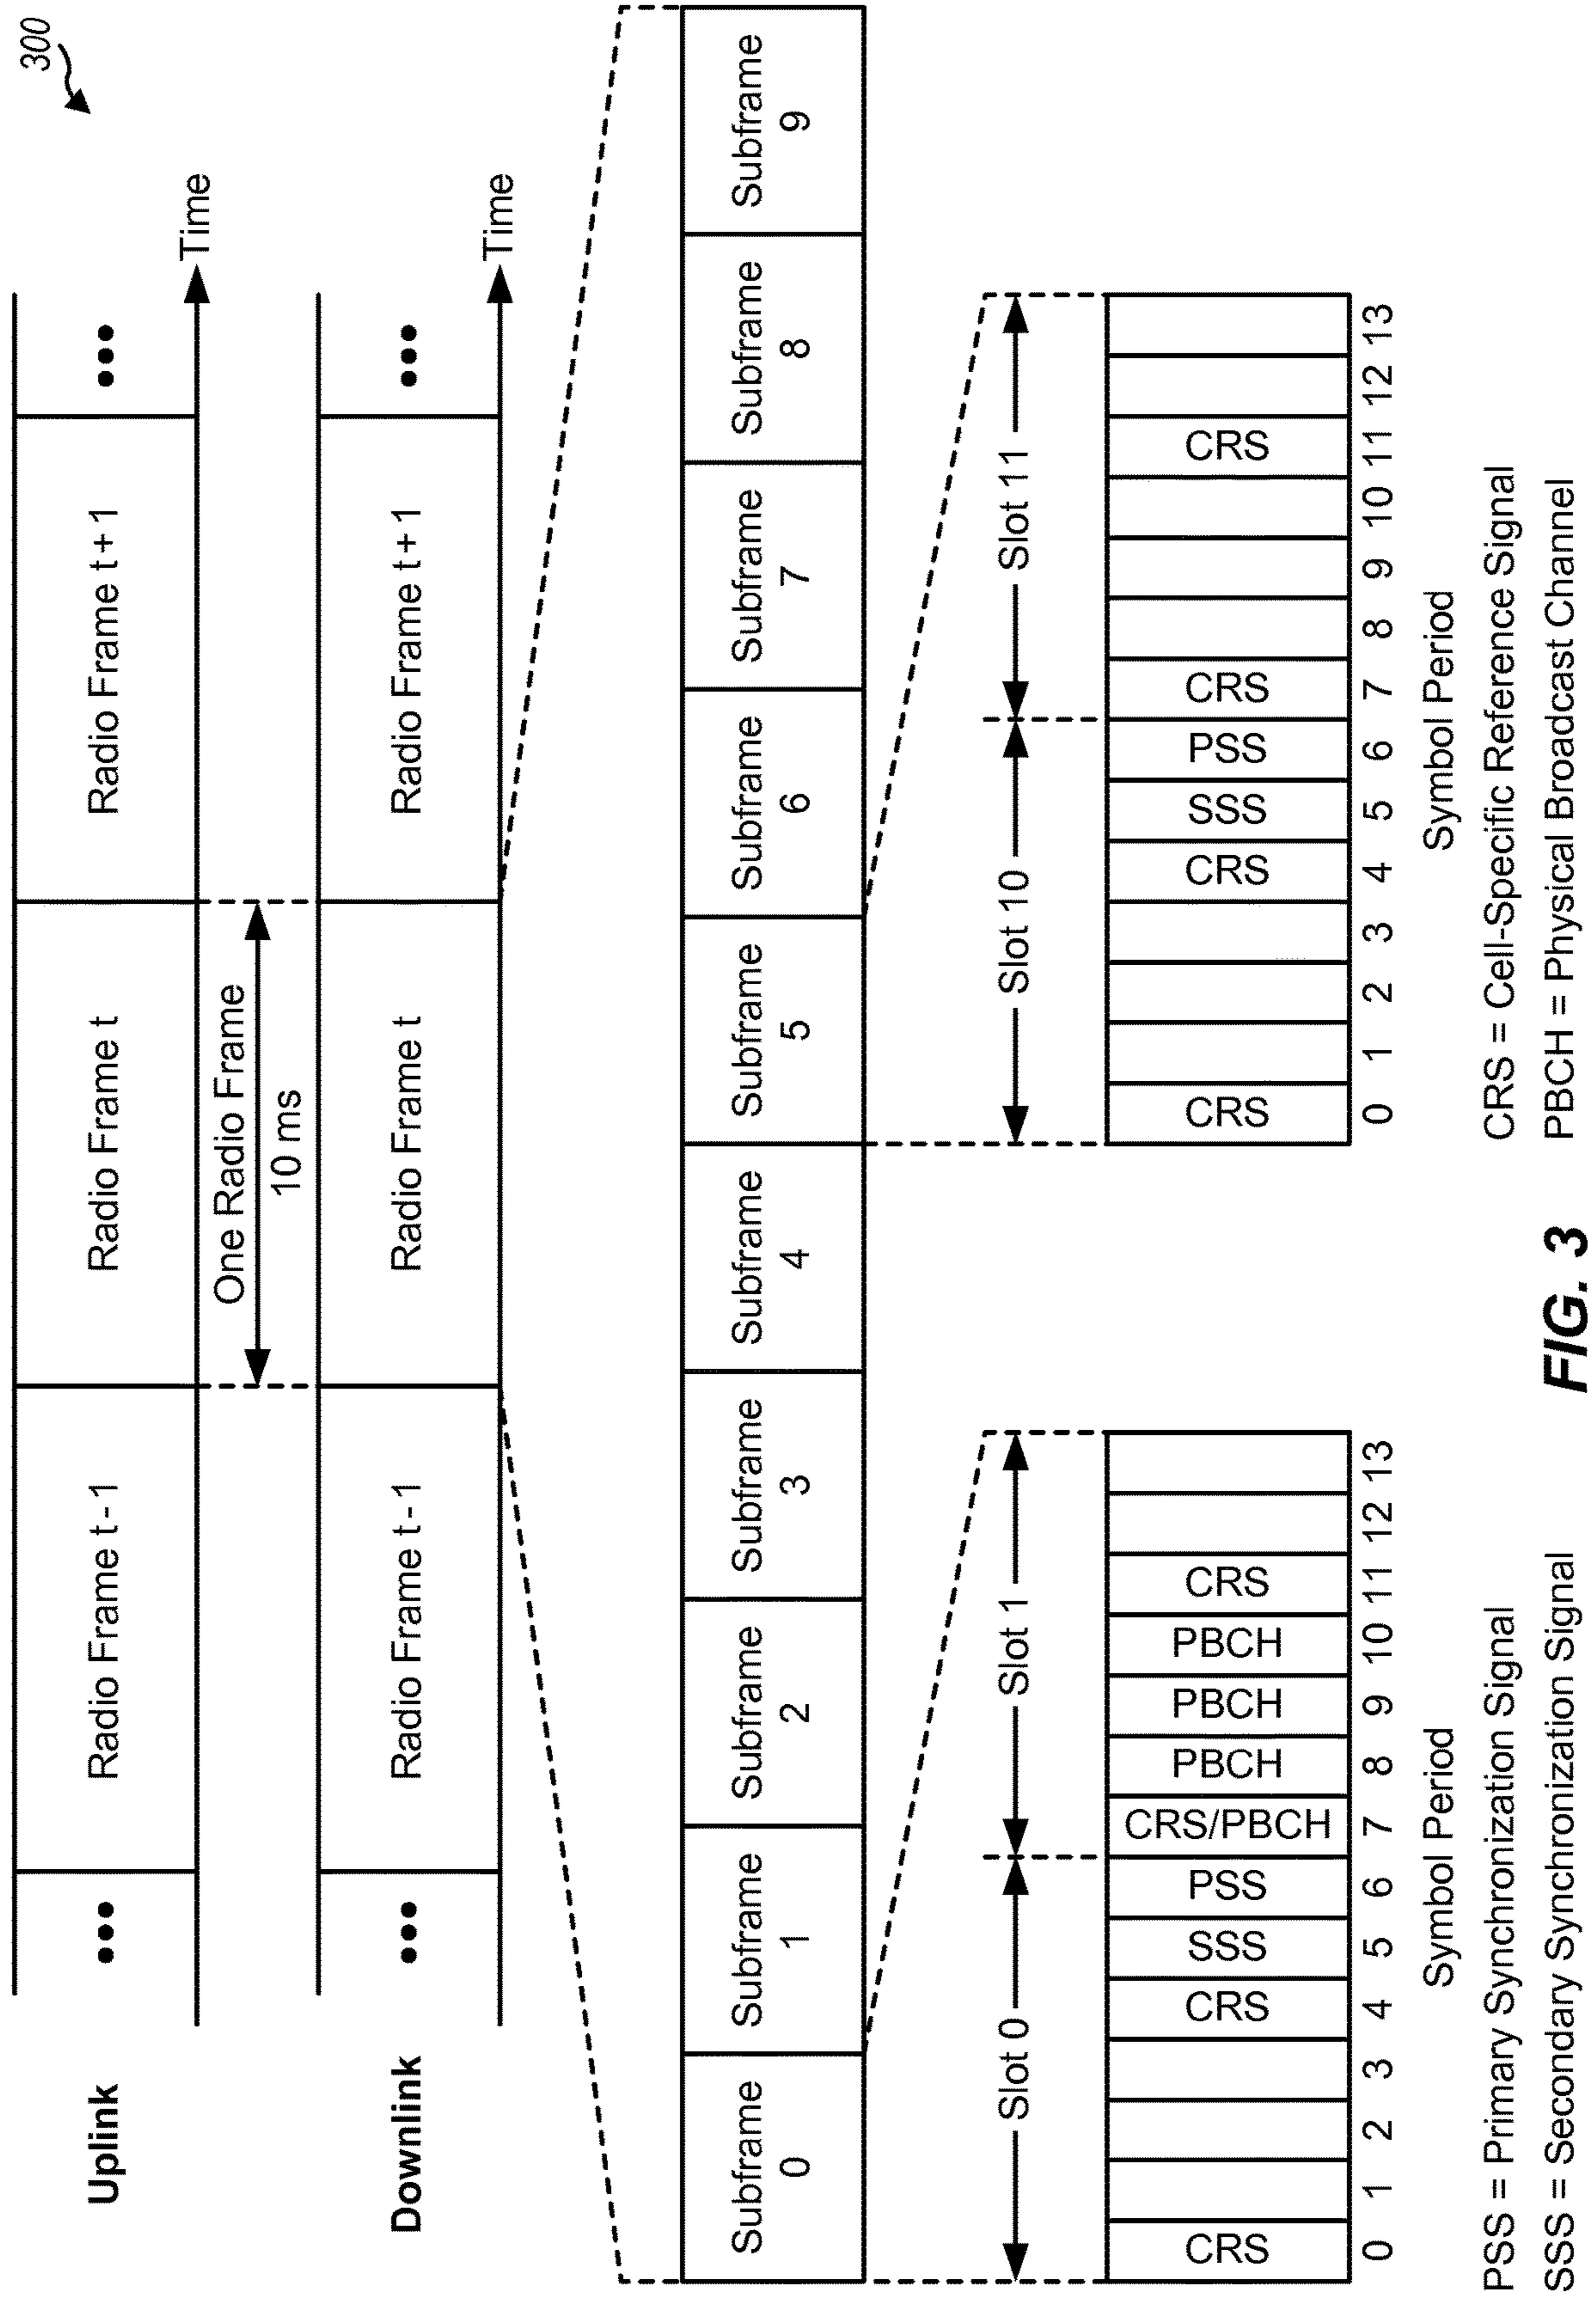 300
Uplink
••• Radio Frame t - 1 Radio Frame t Radio Frame t + 1 •••
Time
One Radio Frame
10 ms
Downlink
••• Radio Frame t - 1 Radio Frame t Radio Frame t + 1 •••
Time
Subframe 0
Subframe 1
Subframe 2
Subframe 3
Subframe 4
Subframe 5
Subframe 6
Subframe 7
Subframe 8
Subframe 9
Slot 0 Slot 1
CRS CRS SSS PSS CRS/PBCH PBCH PBCH PBCH CRS
0 1 2 3 4 5 6 7 8 9 10 11 12 13
Symbol Period
Slot 10 Slot 11
CRS CRS SSS PSS CRS CRS
0 1 2 3 4 5 6 7 8 9 10 11 12 13
Symbol Period
PSS = Primary Synchronization Signal
SSS = Secondary Synchronization Signal
CRS = Cell-Specific Reference Signal
PBCH = Physical Broadcast Channel
FIG. 3